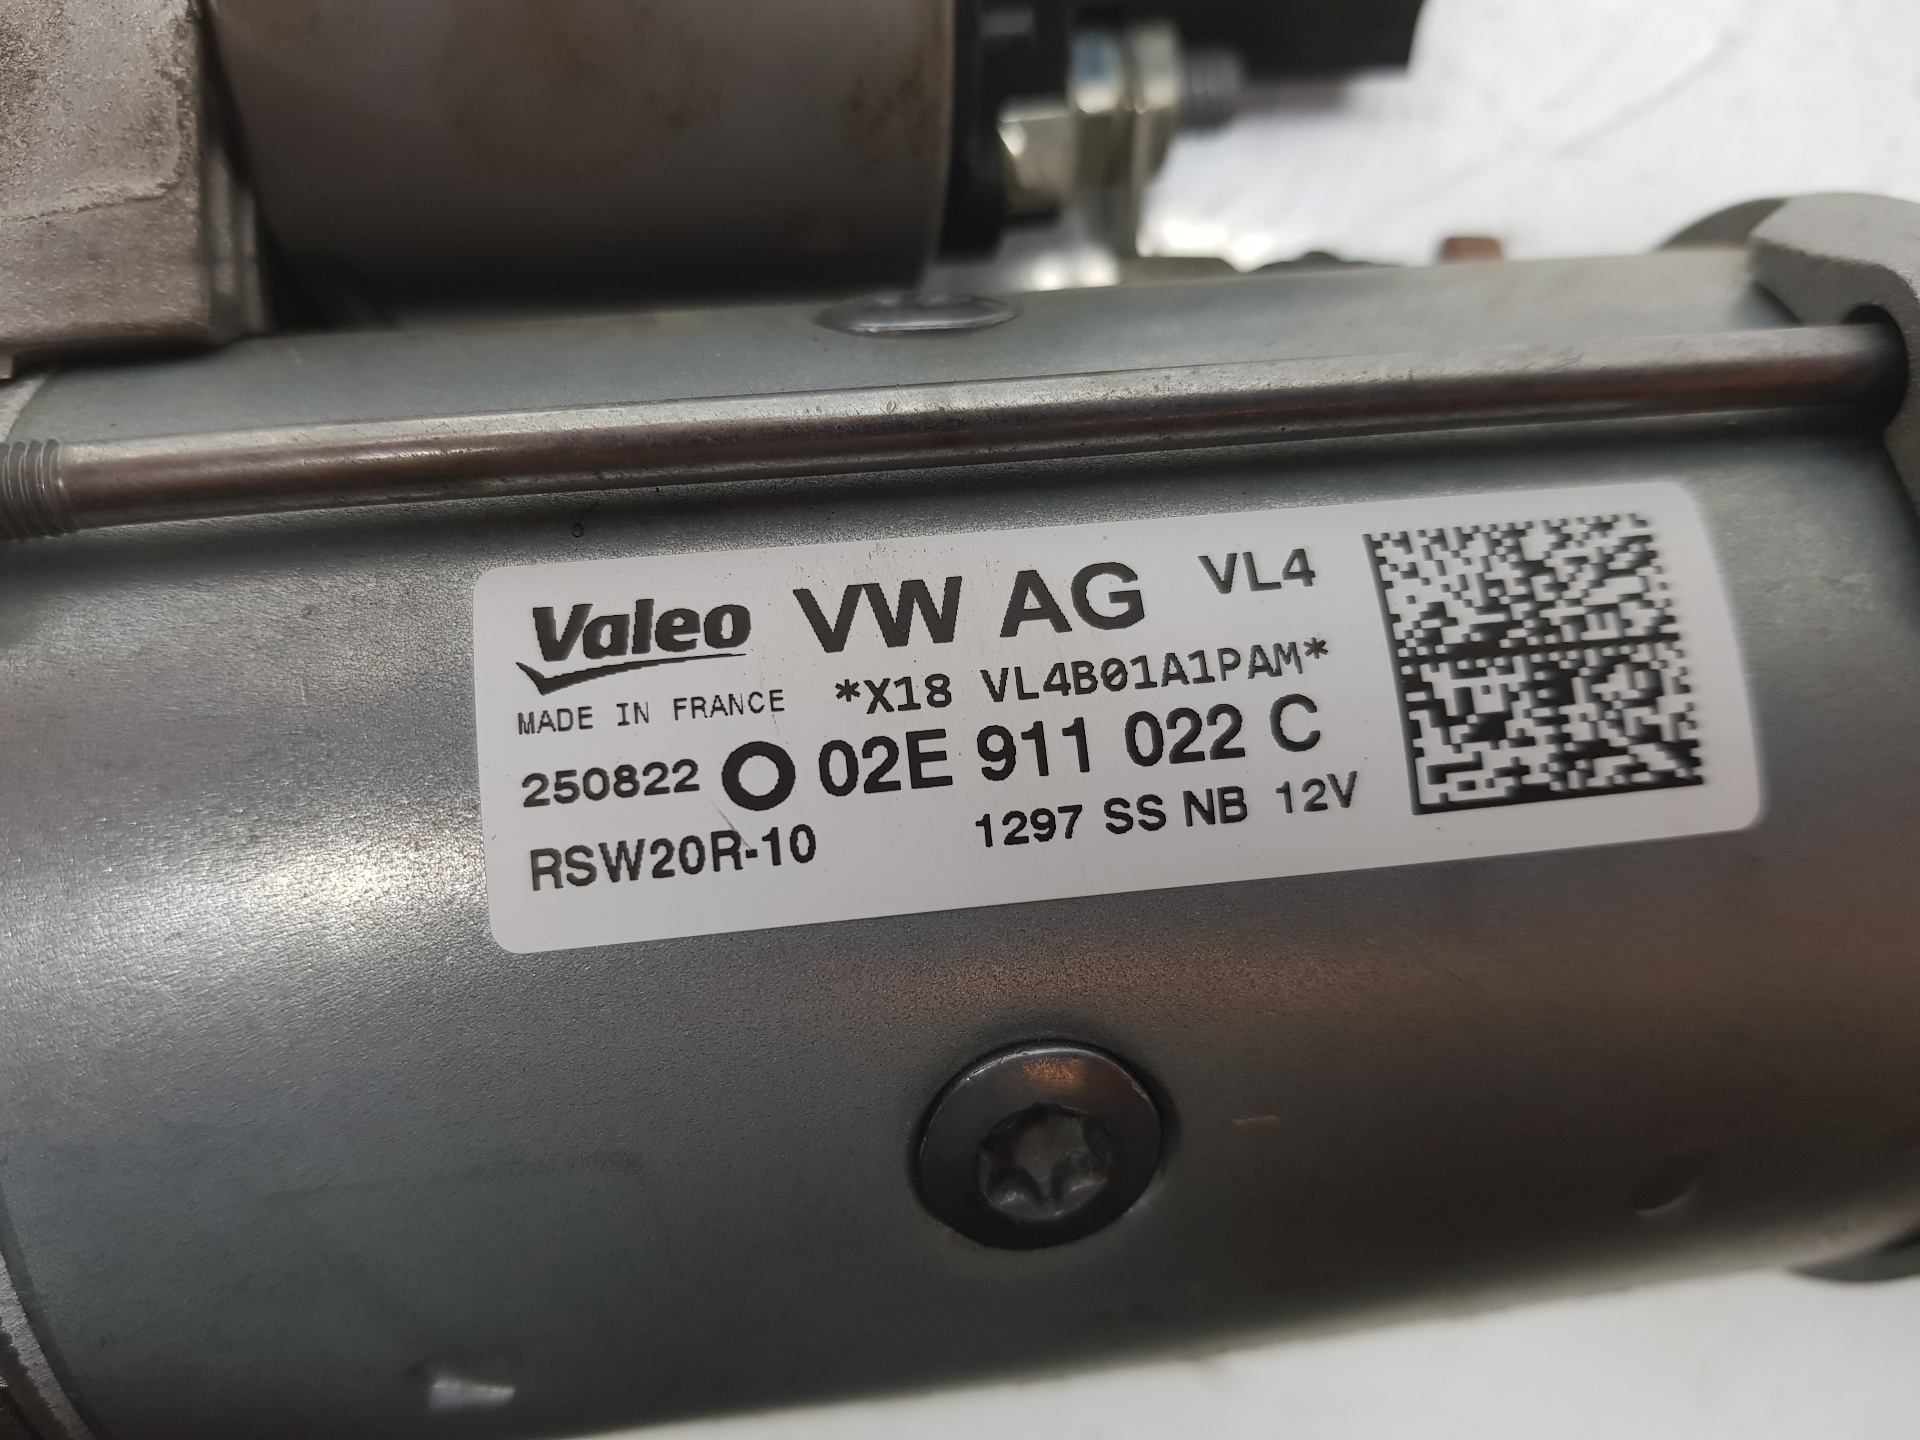 Valeo VW AG VL4
MADE IN FRANCE *X18 VL4B01A1PAM*
250822 02E 911 022 C
RSW20R-10 1297 SS NB 12V